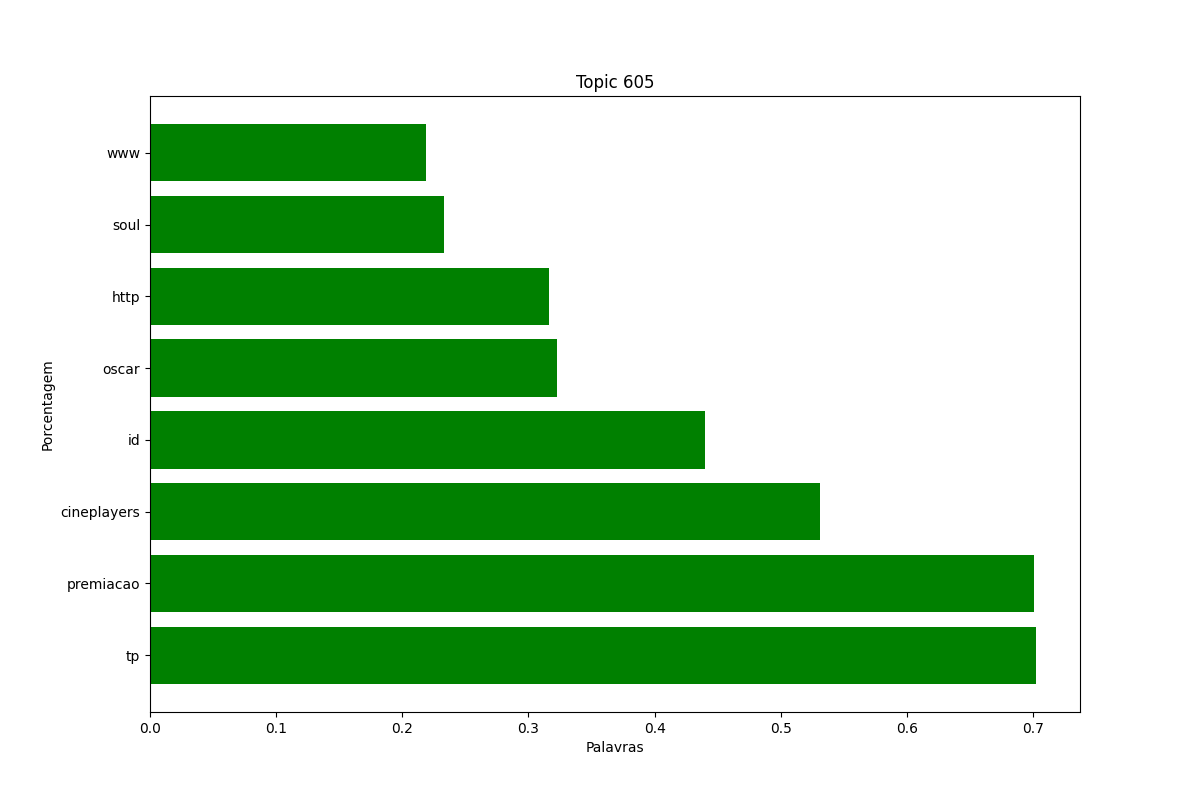 Topic 605
www
soul
http
oscar
id
cineplayers
premiacao
tp
Porcentagem
0.0 0.1 0.2 0.3 0.4 0.5 0.6 0.7
Palavras